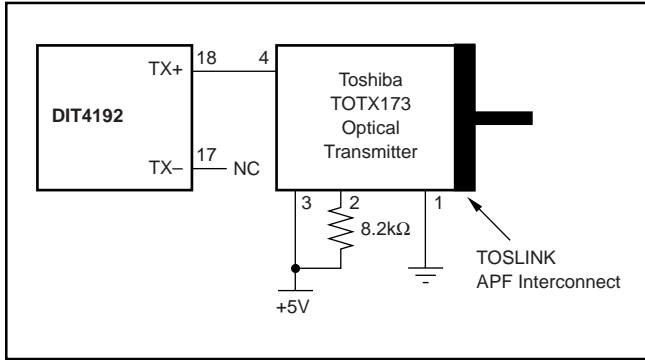 TX+ 18 4
Toshiba
TOTX173
Optical
Transmitter
DIT4192
TX– 17 NC
3 2 1
8.2kΩ
+5V
TOSLINK
APF Interconnect